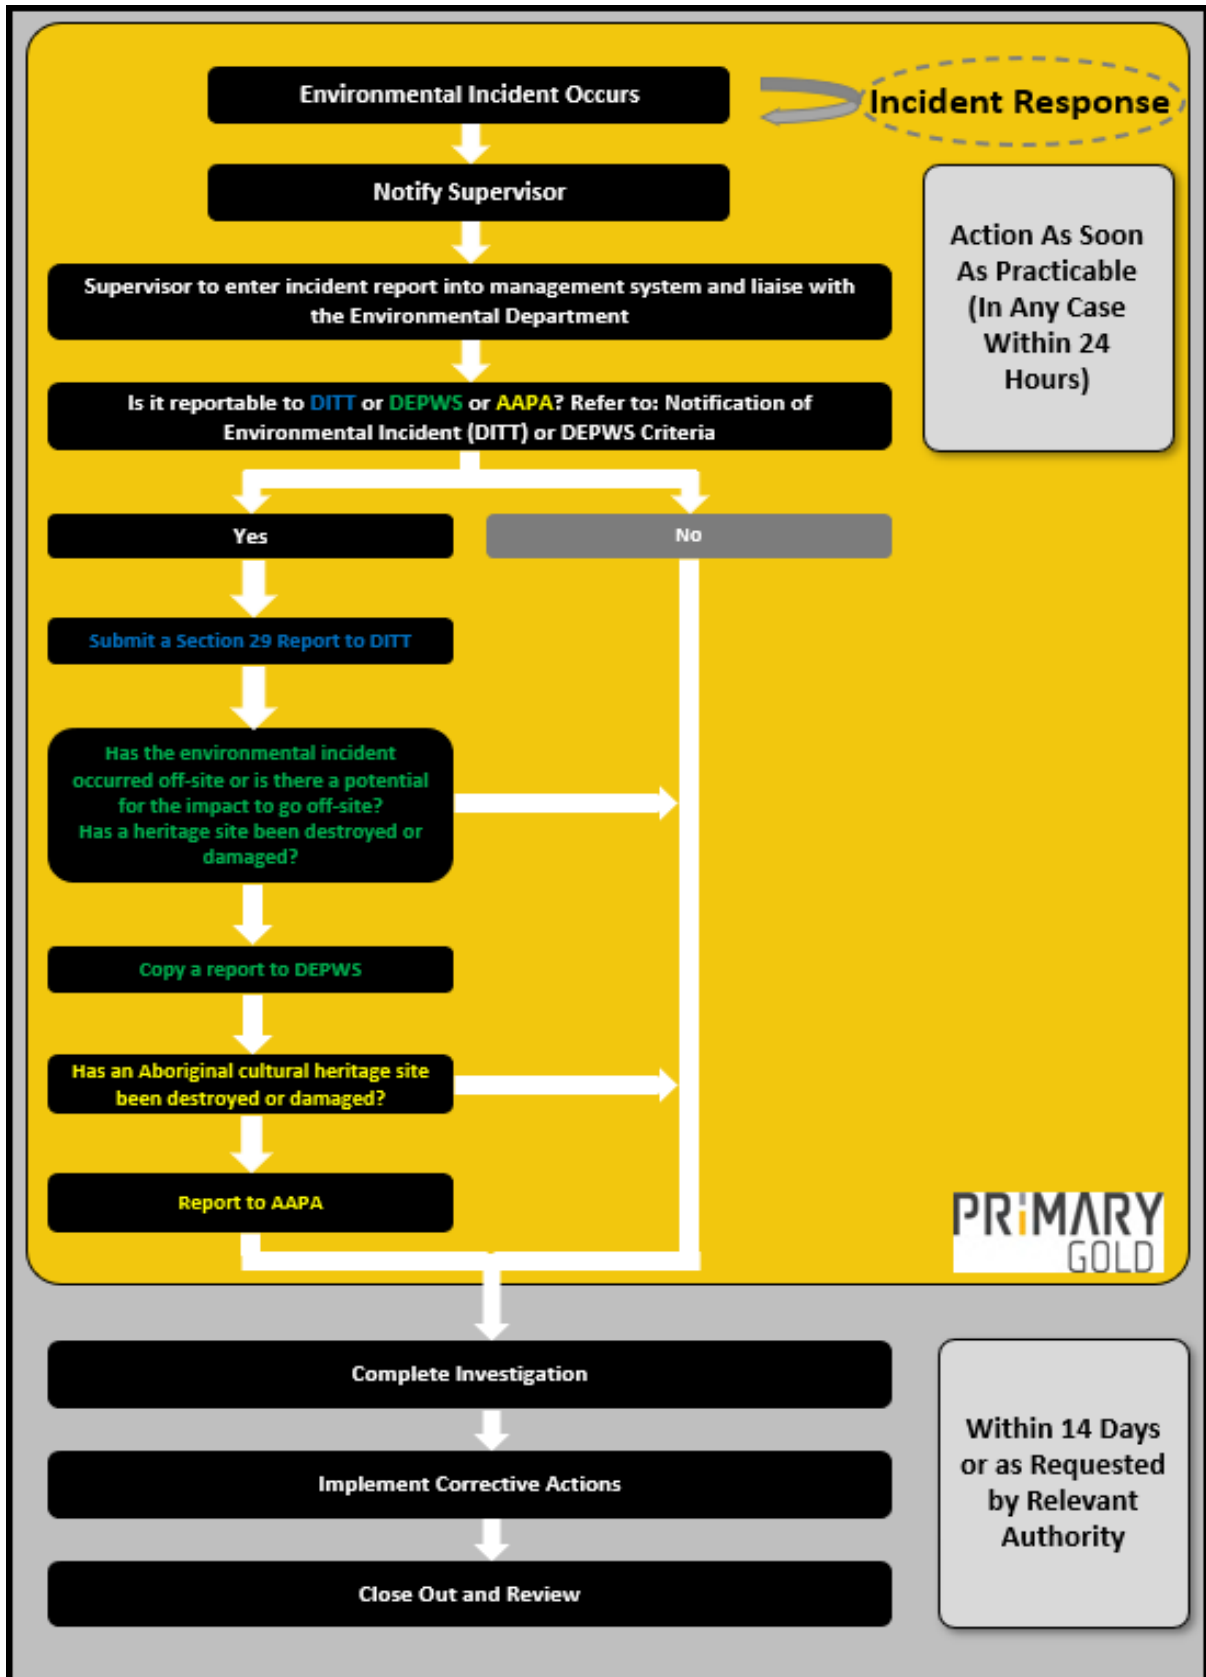 Environmental Incident Occurs
Incident Response
Notify Supervisor
Action As Soon
As Practicable
(In Any Case
Within 24
Hours)
Supervisor to enter incident report into management system and liaise with
the Environmental Department
Is it reportable to DITT or DEPWS or AAPA? Refer to: Notification of
Environmental Incident (DITT) or DEPWS Criteria
Yes
No
Submit a Section 29 Report to DITT
Has the environmental incident
occurred off-site or is there a potential
for the impact to go off-site?
Has a heritage site been destroyed or
damaged?
Copy a report to DEPWS
Has an Aboriginal cultural heritage site
been destroyed or damaged?
Report to AAPA
PRiMARY
GOLD
Complete Investigation
Implement Corrective Actions
Close Out and Review
Within 14 Days
or as Requested
by Relevant
Authority